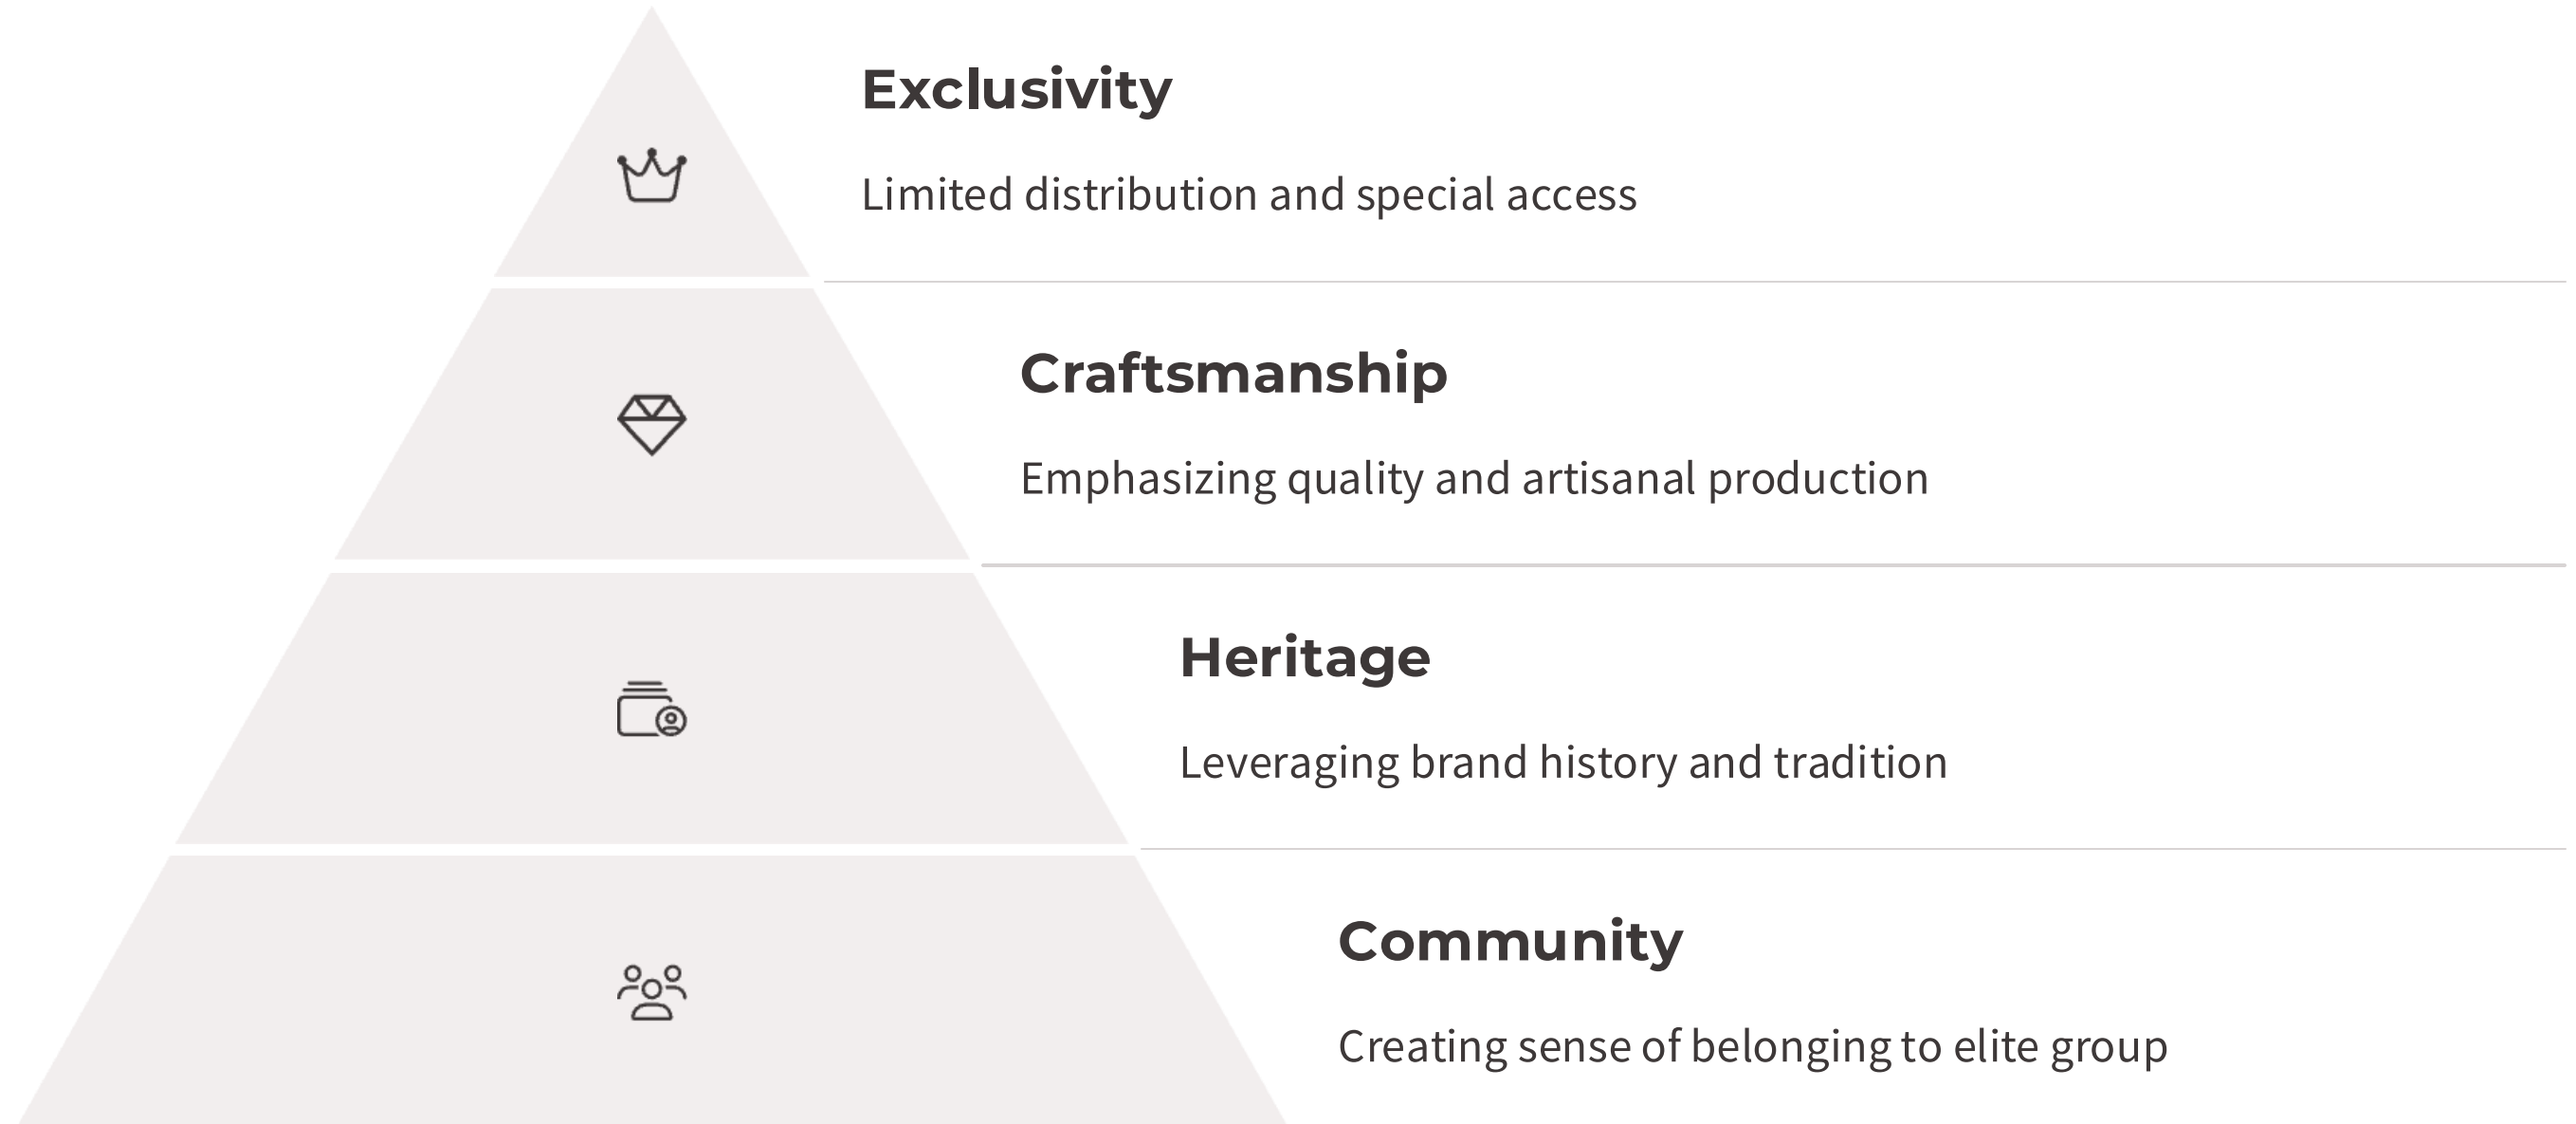 Exclusivity
Limited distribution and special access
Craftsmanship
Emphasizing quality and artisanal production
Heritage
Leveraging brand history and tradition
Community
Creating sense of belonging to elite group